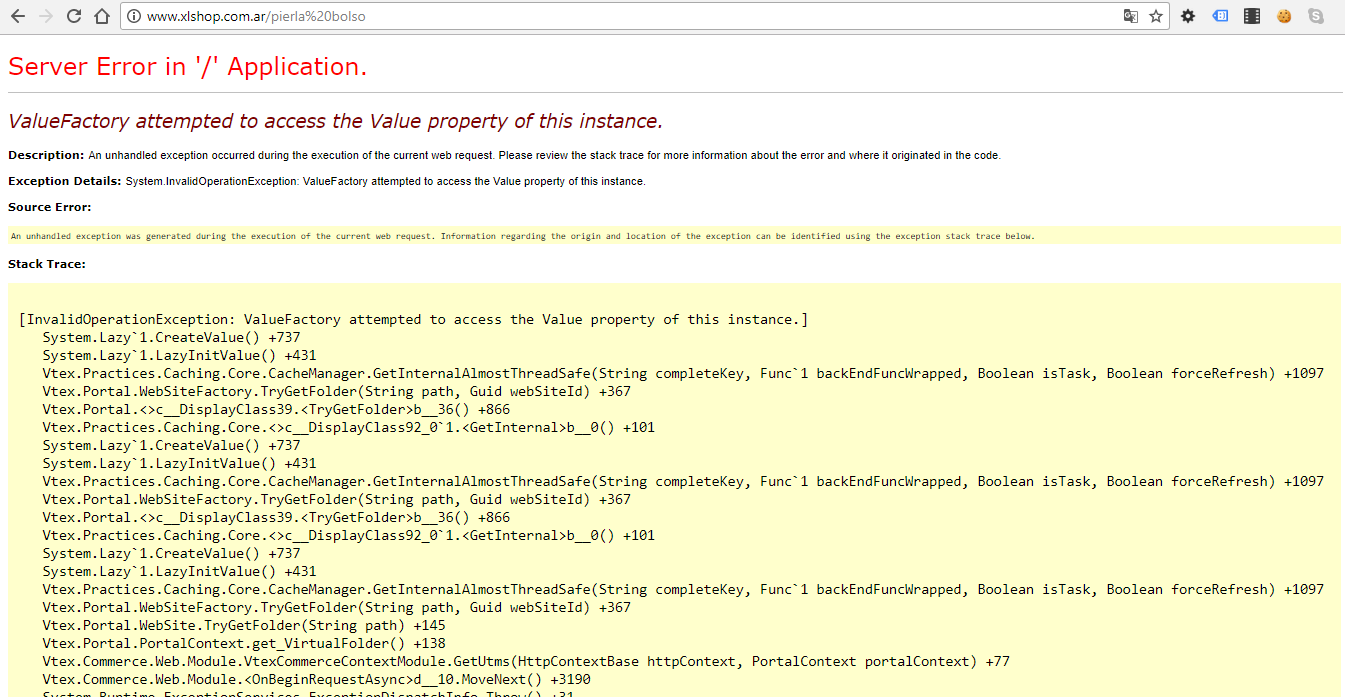 www.xlshop.com.ar/pierla%20bolso
Server Error in '/' Application.
ValueFactory attempted to access the Value property of this instance.
Description: An unhandled exception occurred during the execution of the current web request. Please review the stack trace for more information about the error and where it originated in the code.
Exception Details: System.InvalidOperationException: ValueFactory attempted to access the Value property of this instance.
Source Error:
An unhandled exception was generated during the execution of the current web request. Information regarding the origin and location of the exception can be identified using the exception stack trace below.
Stack Trace:
[InvalidOperationException: ValueFactory attempted to access the Value property of this instance.]
System.Lazy`1.CreateValue() +737
System.Lazy`1.LazyInitValue() +431
Vtex.Practices.Caching.Core.CacheManager.GetInternalAlmostThreadSafe(String completeKey, Func`1 backEndFuncWrapped, Boolean isTask, Boolean forceRefresh) +1097
Vtex.Portal.WebSiteFactory.TryGetFolder(String path, Guid webSiteId) +367
Vtex.Portal.<>c__DisplayClass39.<TryGetFolder>b__36() +866
Vtex.Practices.Caching.Core.<>c__DisplayClass92_0`1.<GetInternal>b__0() +101
System.Lazy`1.CreateValue() +737
System.Lazy`1.LazyInitValue() +431
Vtex.Practices.Caching.Core.CacheManager.GetInternalAlmostThreadSafe(String completeKey, Func`1 backEndFuncWrapped, Boolean isTask, Boolean forceRefresh) +1097
Vtex.Portal.WebSiteFactory.TryGetFolder(String path, Guid webSiteId) +367
Vtex.Portal.<>c__DisplayClass39.<TryGetFolder>b__36() +866
Vtex.Practices.Caching.Core.<>c__DisplayClass92_0`1.<GetInternal>b__0() +101
System.Lazy`1.CreateValue() +737
System.Lazy`1.LazyInitValue() +431
Vtex.Practices.Caching.Core.CacheManager.GetInternalAlmostThreadSafe(String completeKey, Func`1 backEndFuncWrapped, Boolean isTask, Boolean forceRefresh) +1097
Vtex.Portal.WebSiteFactory.TryGetFolder(String path, Guid webSiteId) +367
Vtex.Portal.WebSite.TryGetFolder(String path) +145
Vtex.Portal.PortalContext.get_VirtualFolder() +138
Vtex.Commerce.Web.Module.VtexCommerceContextModule.GetUtms(HttpContextBase httpContext, PortalContext portalContext) +77
Vtex.Commerce.Web.Module.<OnBeginRequestAsync>d__10.MoveNext() +3190
System.Runtime.ExceptionServices.ExceptionDispatchInfo.Throw() +31